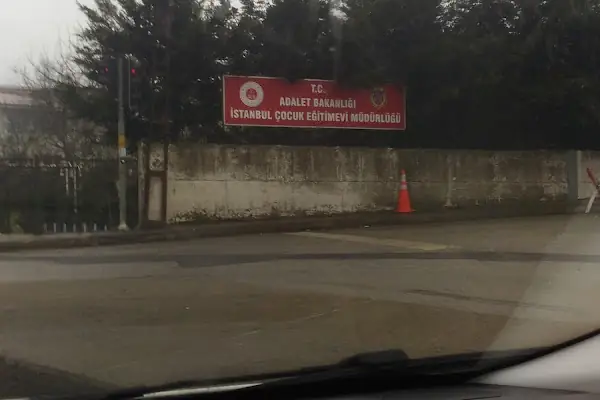 T.C.
ADALET BAKANLIĞI
İSTANBUL ÇOCUK EĞİTİMEVİ MÜDÜRLÜĞÜ